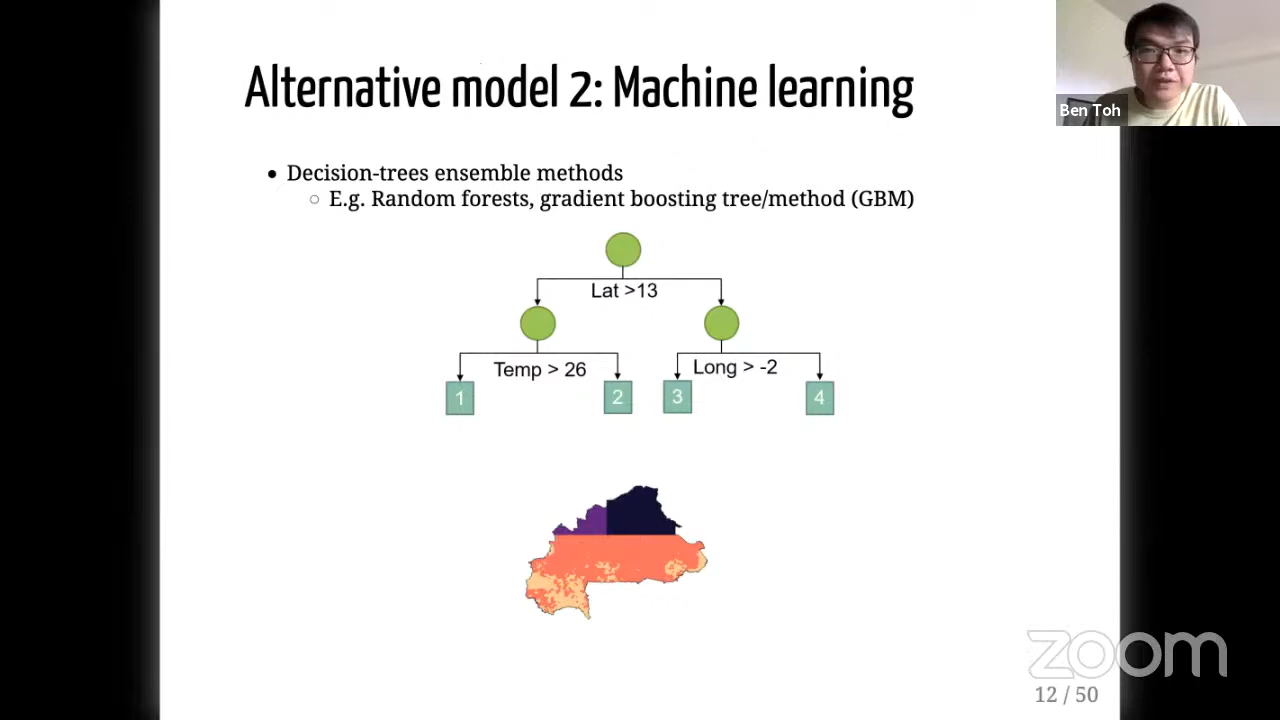 Alternative model 2: Machine learning
Ben Toh
Decision-trees ensemble methods
E.g. Random forests, gradient boosting tree/method (GBM)
Lat >13
Temp > 26
Long > -2
1
2
3
4
zoom
12 / 50